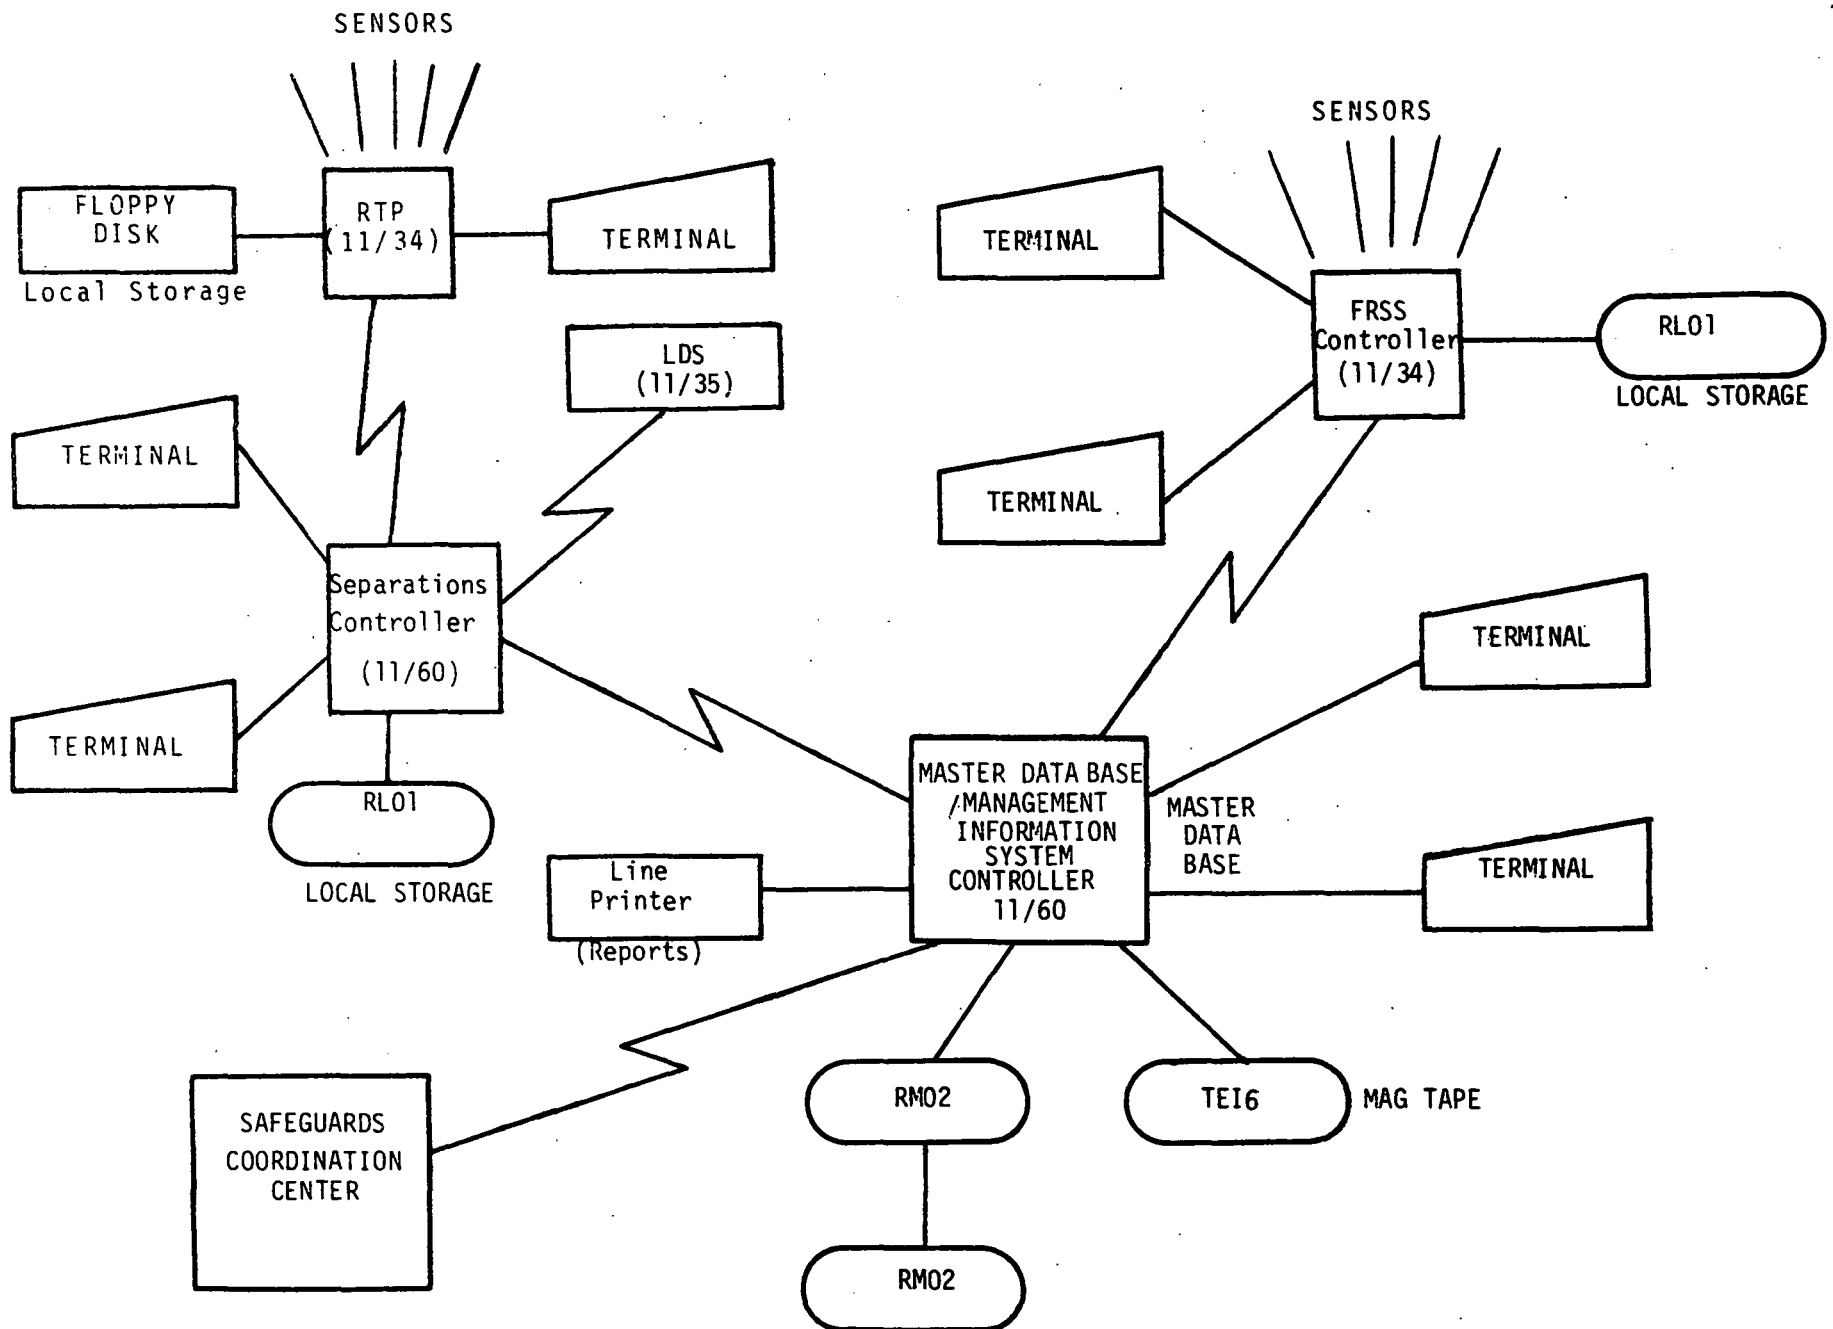 SENSORS
FLOPPY
DISK
Local Storage
RTP
(11/34)
TERMINAL
LDS
(11/35)
TERMINAL
Separations
Controller
(11/60)
TERMINAL
RL01
LOCAL STORAGE
SENSORS
TERMINAL
FRSS
Controller
(11/34)
RL01
LOCAL STORAGE
TERMINAL
TERMINAL
MASTER DATA BASE
/MANAGEMENT
INFORMATION
SYSTEM
CONTROLLER
11/60
MASTER
DATA
BASE
TERMINAL
Line
Printer
(Reports)
SAFEGUARDS
COORDINATION
CENTER
RM02
TE16
MAG TAPE
RM02